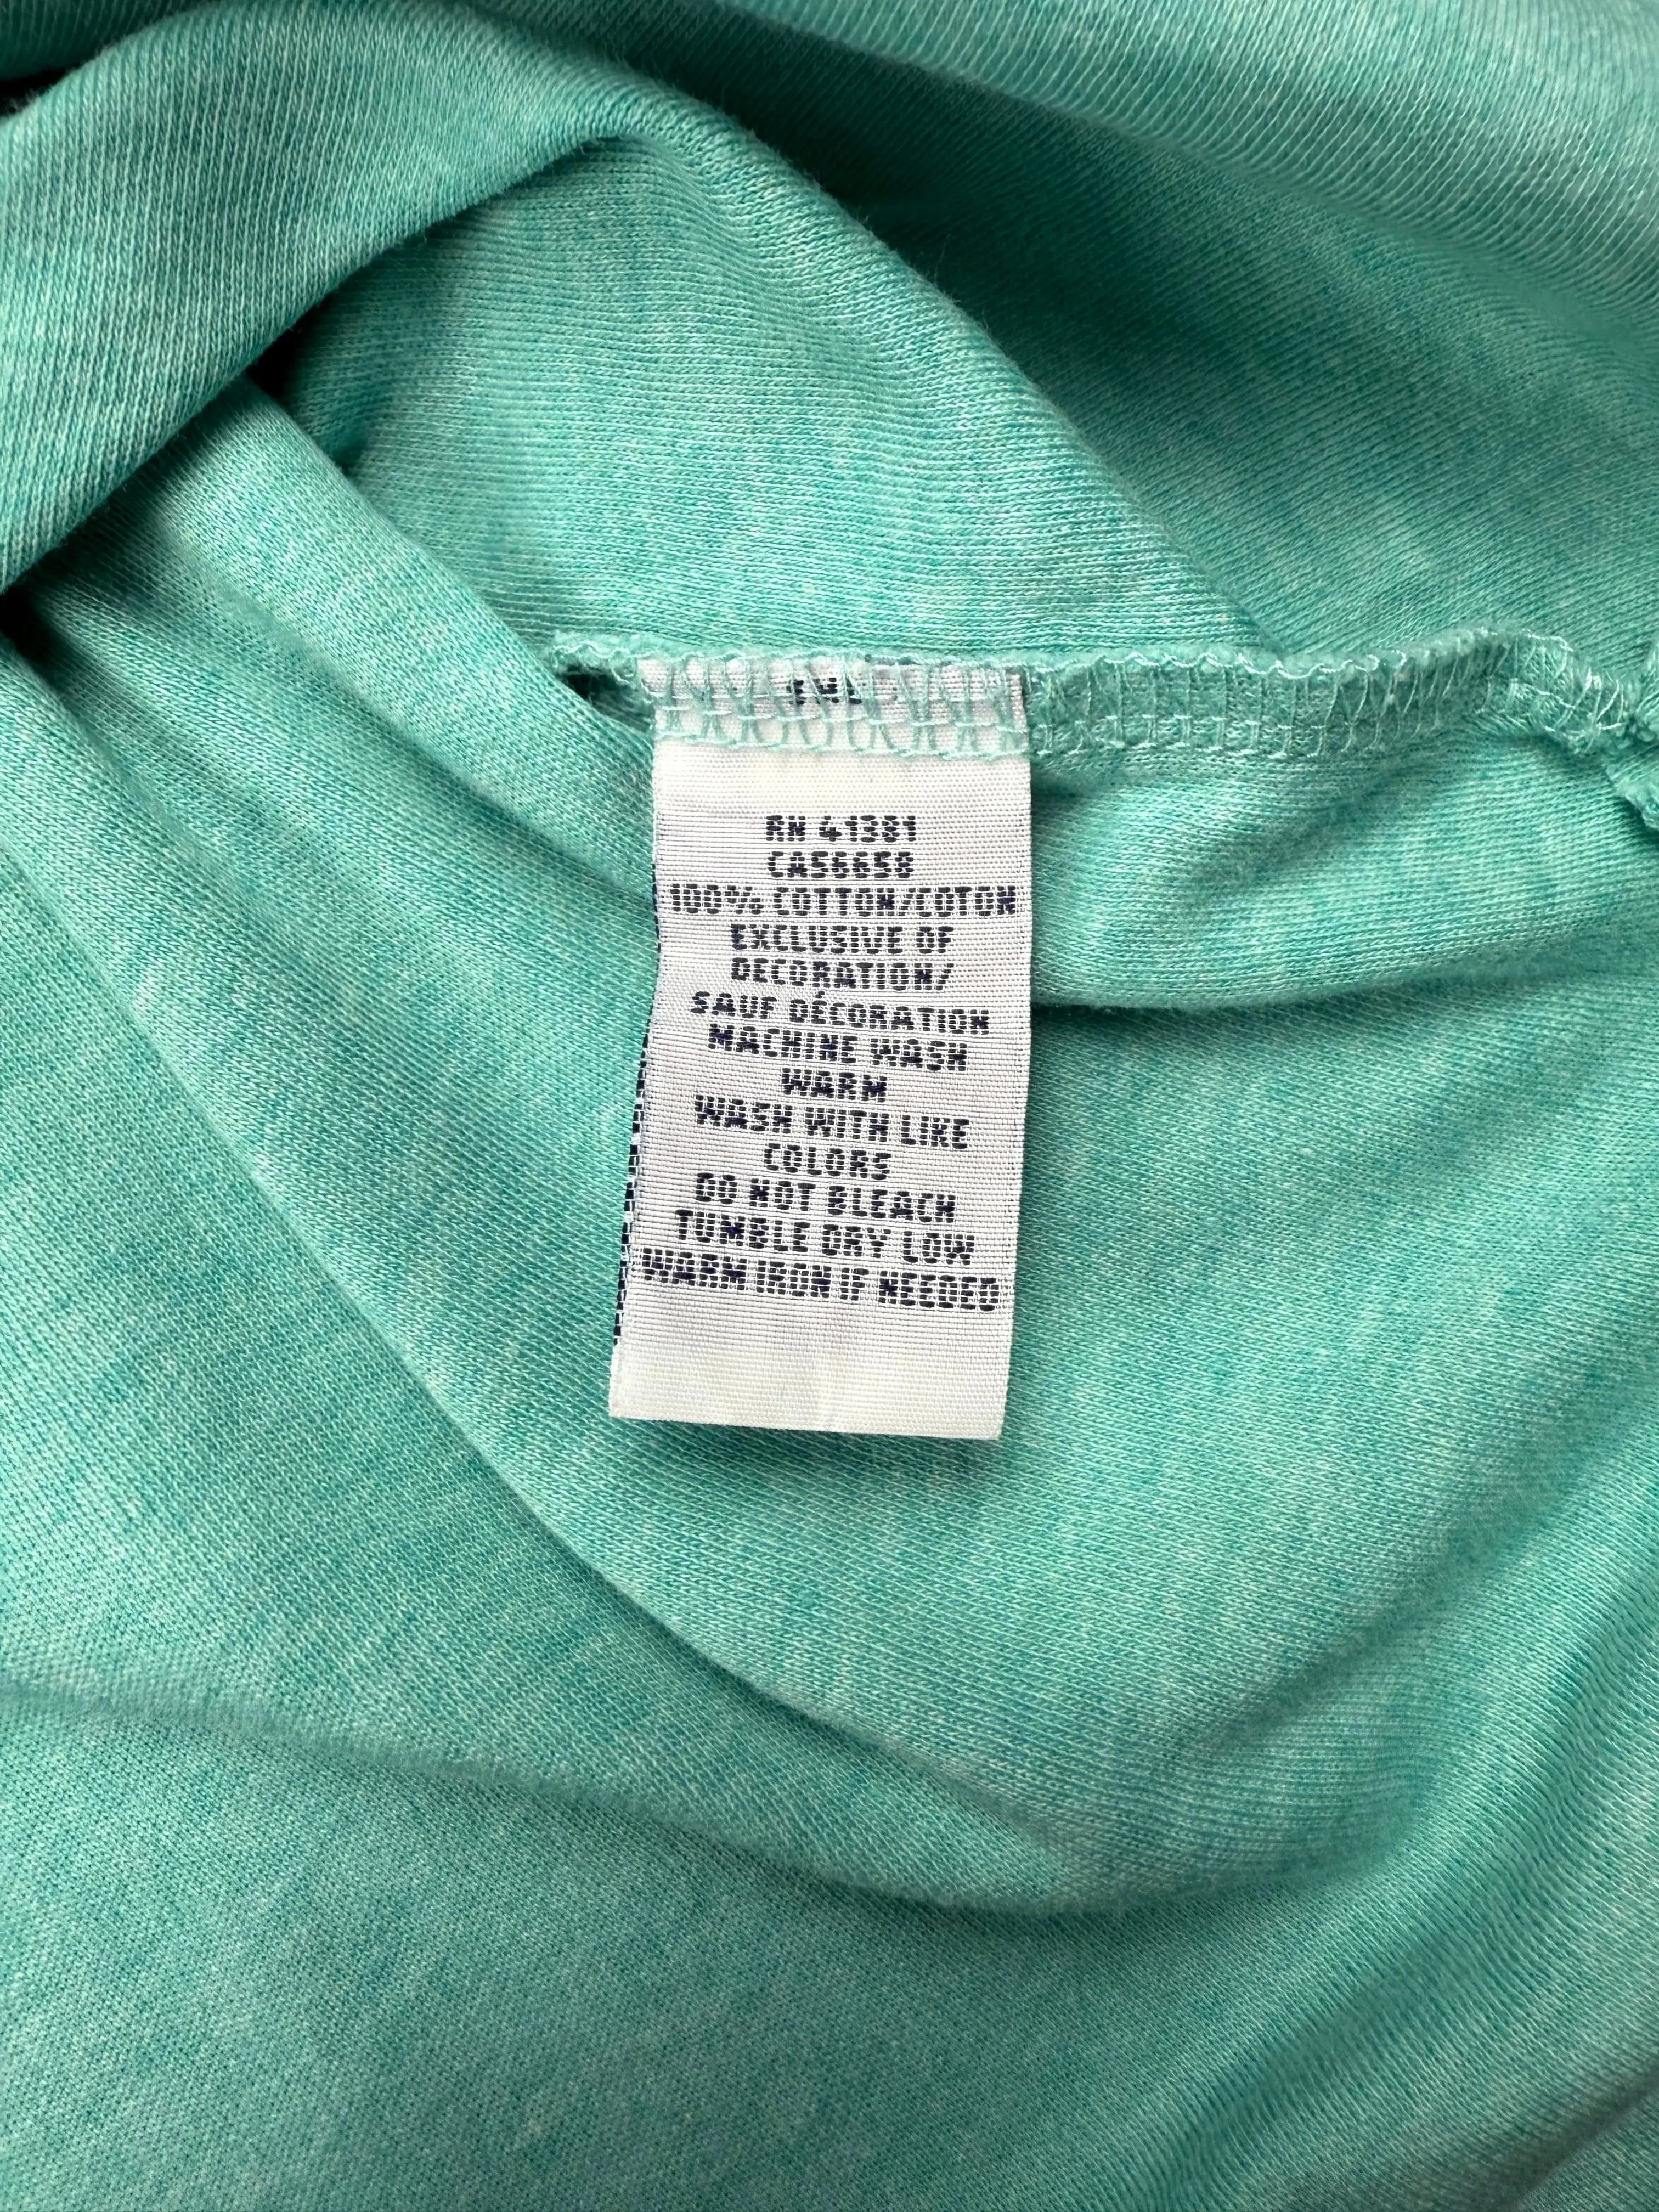 RN 41381
CA56658
100% COTTON/COTON
EXCLUSIVE OF
DECORATION/
SAUF DÉCORATION
MACHINE WASH
WARM
WASH WITH LIKE
COLORS
DO NOT BLEACH
TUMBLE DRY LOW
WARM IRON IF NEEDED